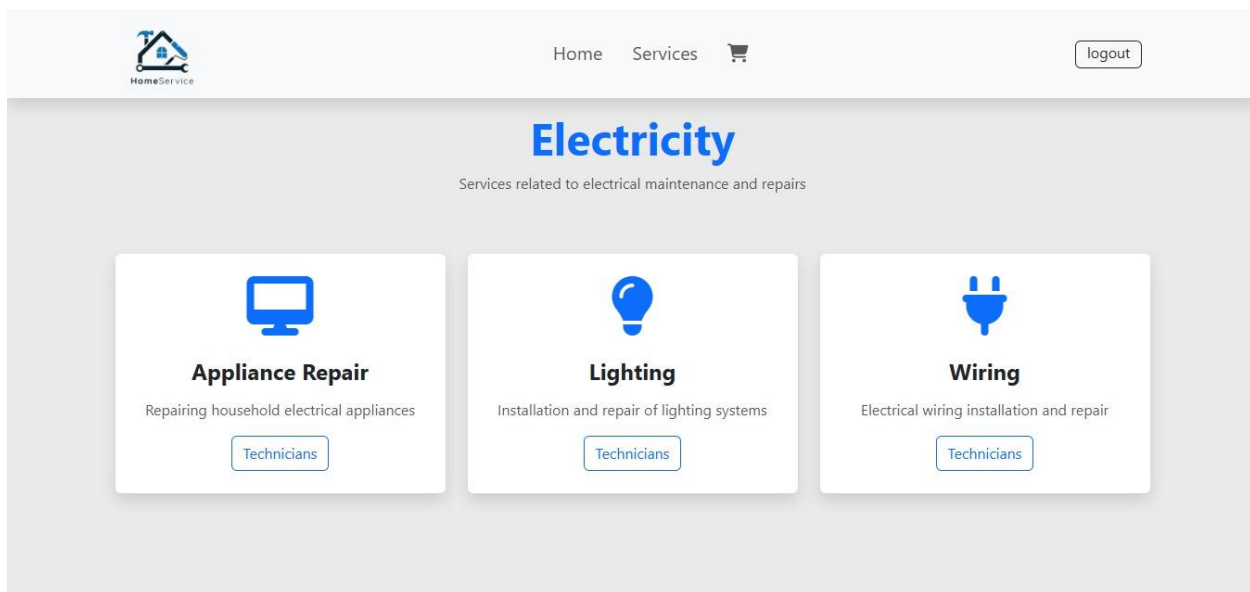 HomeService
Home Services
logout
Electricity
Services related to electrical maintenance and repairs
Appliance Repair
Repairing household electrical appliances
Technicians
Lighting
Installation and repair of lighting systems
Technicians
Wiring
Electrical wiring installation and repair
Technicians